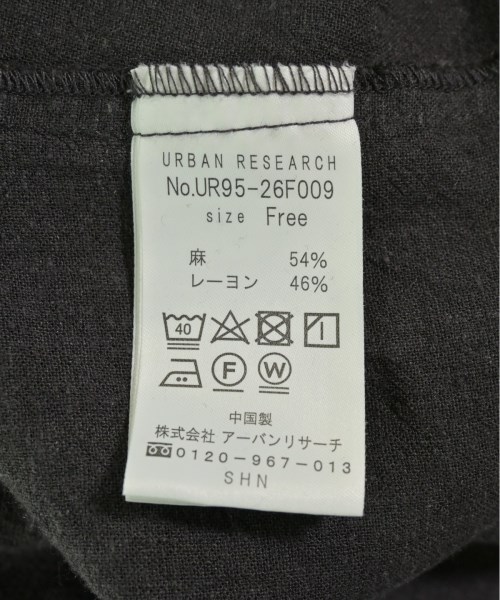 URBAN RESEARCH
No.UR95-26F009
size Free
麻 54%
レーヨン 46%
40
F W
中国製
株式会社 アーバンリサーチ
0120-967-013
SHN